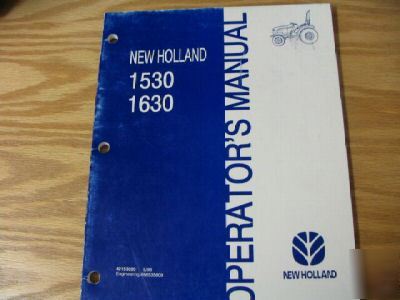 NEW HOLLAND
1530
1630
OPERATOR'S MANUAL
NEW HOLLAND